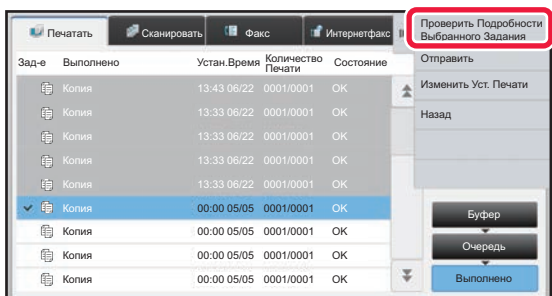 Печатать
Сканировать
Факс
Интернетфакс
Проверить Подробности
Выбранного Задания
Зад-е Выполнено Устан.Время Количество Печати Состояние
Отправить
Копия 13:43 06/22 0001/0001 OK
Изменить Уст. Печати
Копия 13:33 06/22 0001/0001 OK
Назад
Копия 13:33 06/22 0001/0001 OK
Копия 13:33 06/22 0001/0001 OK
Копия 13:33 06/22 0001/0001 OK
Копия 00:00 05/05 0001/0001 OK
Буфер
Копия 00:00 05/05 0001/0001 OK
Копия 00:00 05/05 0001/0001 OK
Очередь
Копия 00:00 05/05 0001/0001 OK
Выполнено